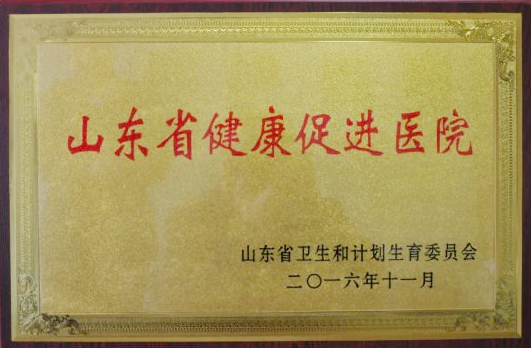 山东省健康促进医院
山东省卫生和计划生育委员会
二〇一六年十一月